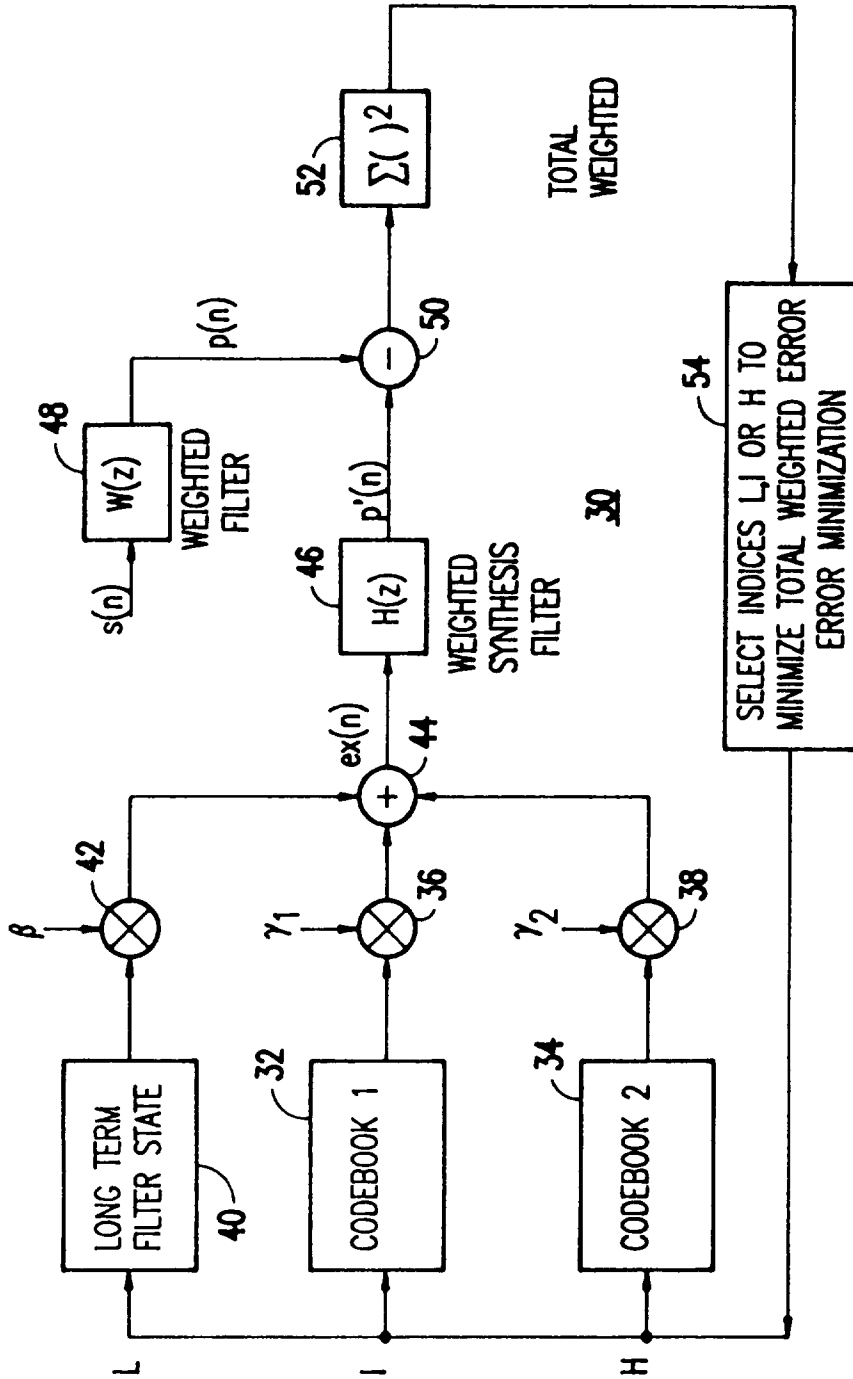 L
I
H
LONG TERM
FILTER STATE
40
CODEBOOK 1
32
CODEBOOK 2
34
β
42
γ1
36
γ2
38
+
44
ex(n)
H(z)
46
WEIGHTED
SYNTHESIS
FILTER
s(n)
W(z)
48
WEIGHTED
FILTER
p'(n)
p(n)
-
50
30
Σ( )2
52
TOTAL
WEIGHTED
54
SELECT INDICES L,I OR H TO
MINIMIZE TOTAL WEIGHTED ERROR
ERROR MINIMIZATION